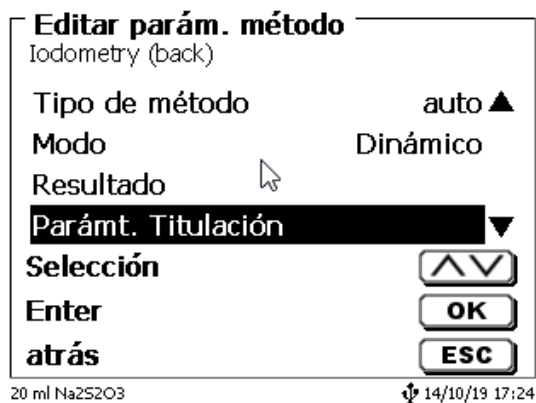 Editar parám. método
Iodometry (back)
Tipo de método auto
Modo Dinámico
Resultado
Parámt. Titulación
Selección
Enter OK
atrás ESC
20 ml Na2S2O3 14/10/19 17:24